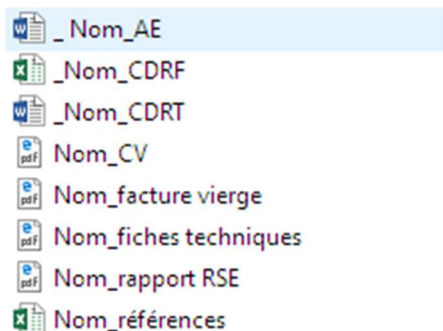 _ Nom_AE
_Nom_CDRF
_Nom_CDRT
Nom_CV
Nom_facture vierge
Nom_fiches techniques
Nom_rapport RSE
Nom_références